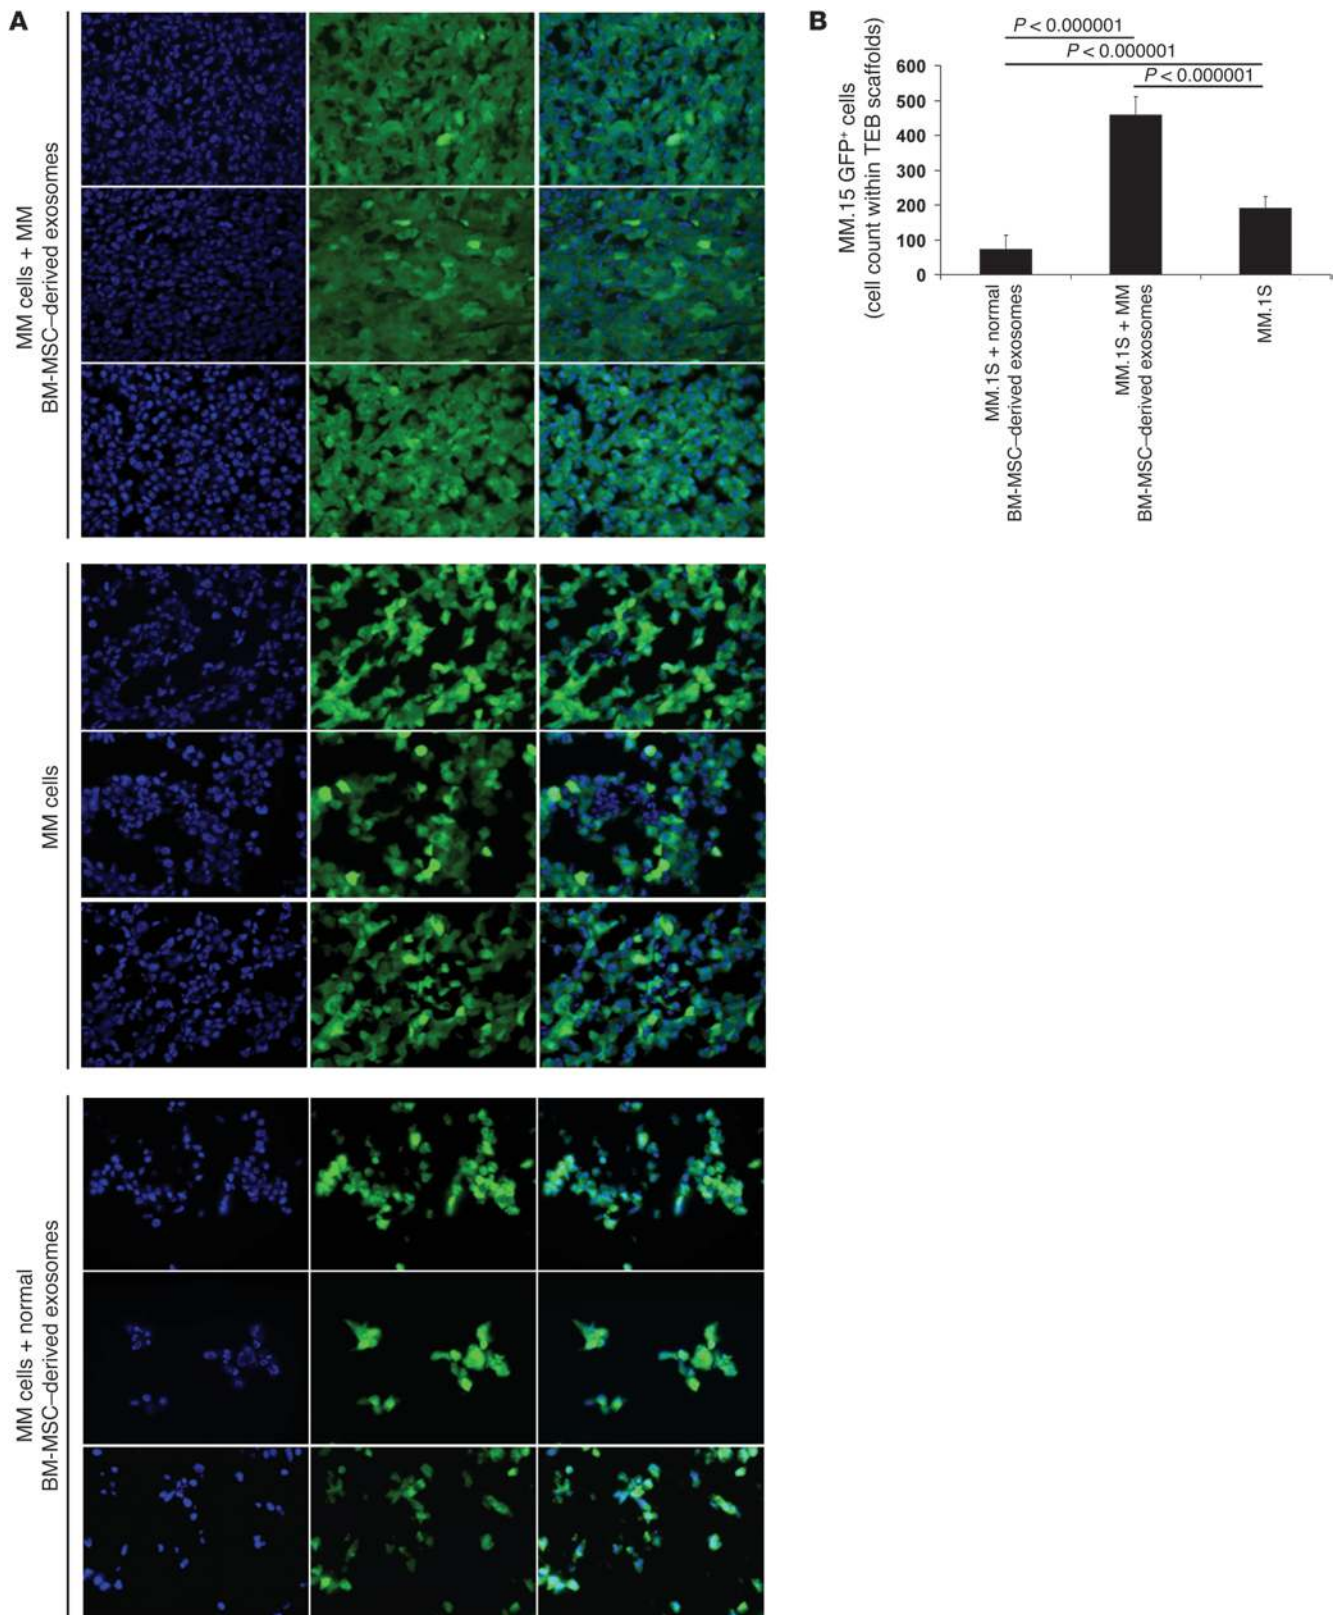 A
MM cells + MM
BM-MSC–derived exosomes
MM cells
MM cells + normal
BM-MSC–derived exosomes
B
P < 0.000001
P < 0.000001
P < 0.000001
MM.15 GFP+ cells
(cell count within TEB scaffolds)
600
500
400
300
200
100
0
MM.1S + normal
BM-MSC–derived exosomes
MM.1S + MM
BM-MSC–derived exosomes
MM.1S